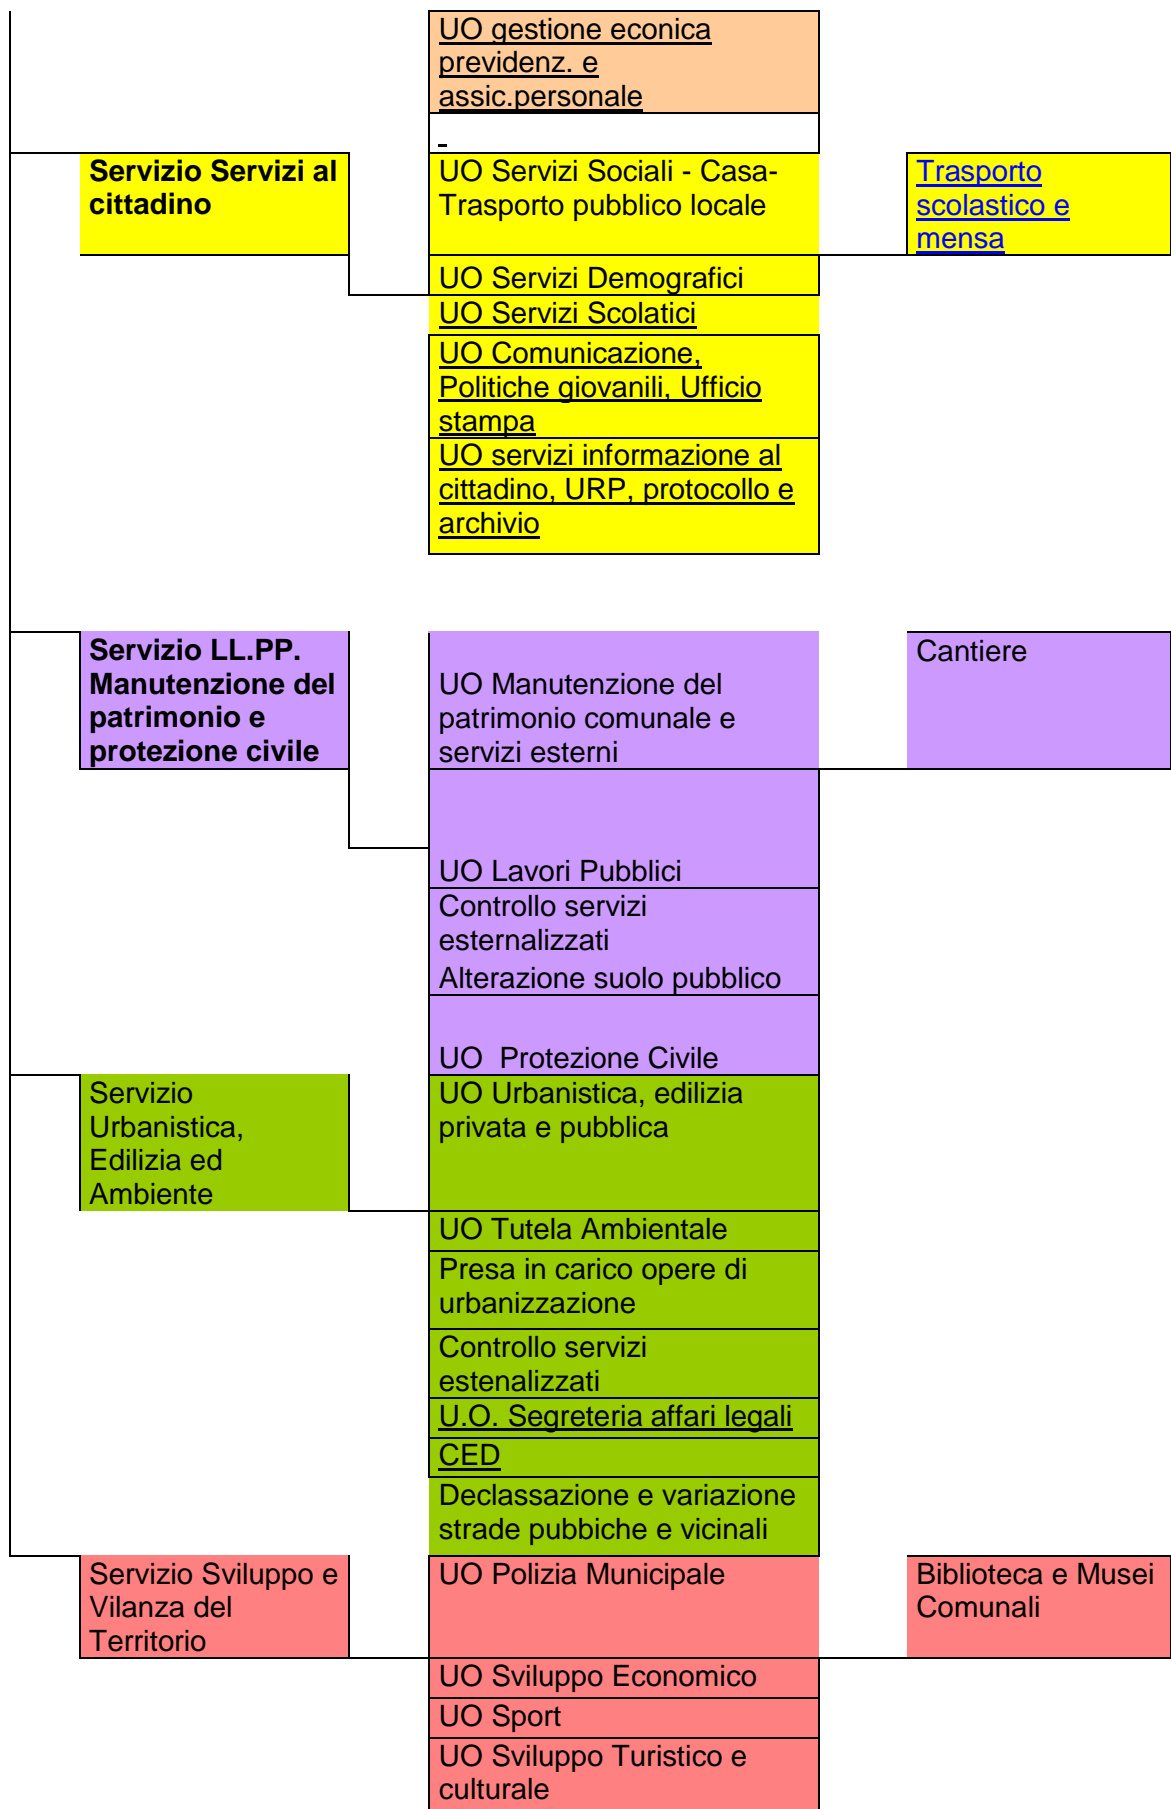 UO gestione econica
previdenz. e
assic.personale
Servizio Servizi al
cittadino
UO Servizi Sociali - Casa-
Trasporto pubblico locale
Trasporto
scolastico e
mensa
UO Servizi Demografici
UO Servizi Scolatici
UO Comunicazione,
Politiche giovanili, Ufficio
stampa
UO servizi informazione al
cittadino, URP, protocollo e
archivio
Servizio LL.PP.
Manutenzione del
patrimonio e
protezione civile
UO Manutenzione del
patrimonio comunale e
servizi esterni
Cantiere
UO Lavori Pubblici
Controllo servizi
esternalizzati
Alterazione suolo pubblico
UO  Protezione Civile
Servizio
Urbanistica,
Edilizia ed
Ambiente
UO Urbanistica, edilizia
privata e pubblica
UO Tutela Ambientale
Presa in carico opere di
urbanizzazione
Controllo servizi
estenalizzati
U.O. Segreteria affari legali
CED
Declassazione e variazione
strade pubbiche e vicinali
Servizio Sviluppo e
Vilanza del
Territorio
UO Polizia Municipale
Biblioteca e Musei
Comunali
UO Sviluppo Economico
UO Sport
UO Sviluppo Turistico e
culturale